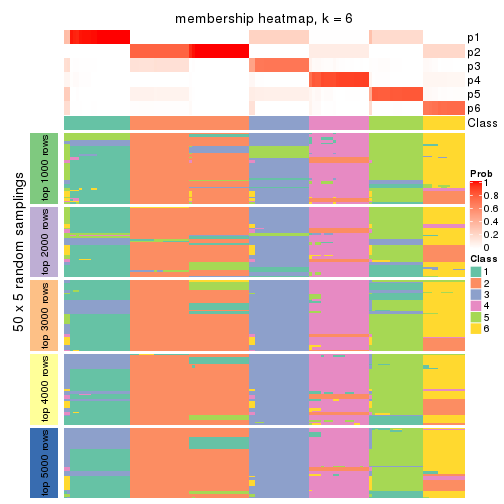 membership heatmap, k = 6
p1
p2
p3
p4
p5
p6
Class
50 x 5 random samplings
top 1000 rows
top 2000 rows
top 3000 rows
top 4000 rows
top 5000 rows
Prob
1
0.8
0.6
0.4
0.2
0
Class
1
2
3
4
5
6